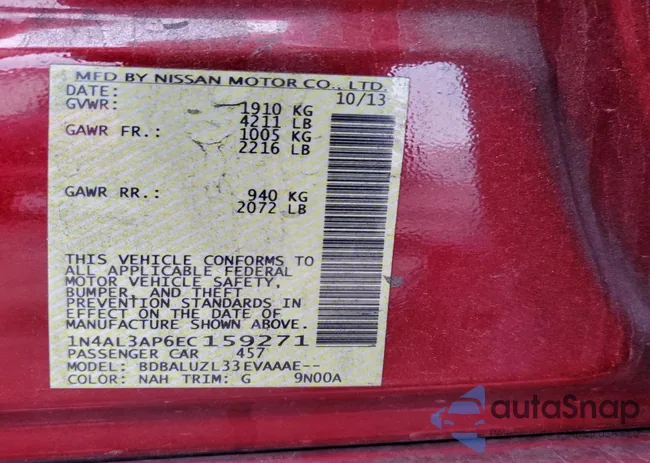 MFD BY NISSAN MOTOR CO., LTD.
DATE: 10/13
GVWR: 1910 KG
4211 LB
GAWR FR.: 1005 KG
2216 LB
GAWR RR.: 940 KG
2072 LB
THIS VEHICLE CONFORMS TO
ALL APPLICABLE FEDERAL
MOTOR VEHICLE SAFETY,
BUMPER, AND THEFT
PREVENTION STANDARDS IN
EFFECT ON THE DATE OF
MANUFACTURE SHOWN ABOVE.
1N4AL3AP6EC159271
PASSENGER CAR 457
MODEL: BDBALUZL33EVAAAE--
COLOR: NAH TRIM: G 9N00A
autoSnap